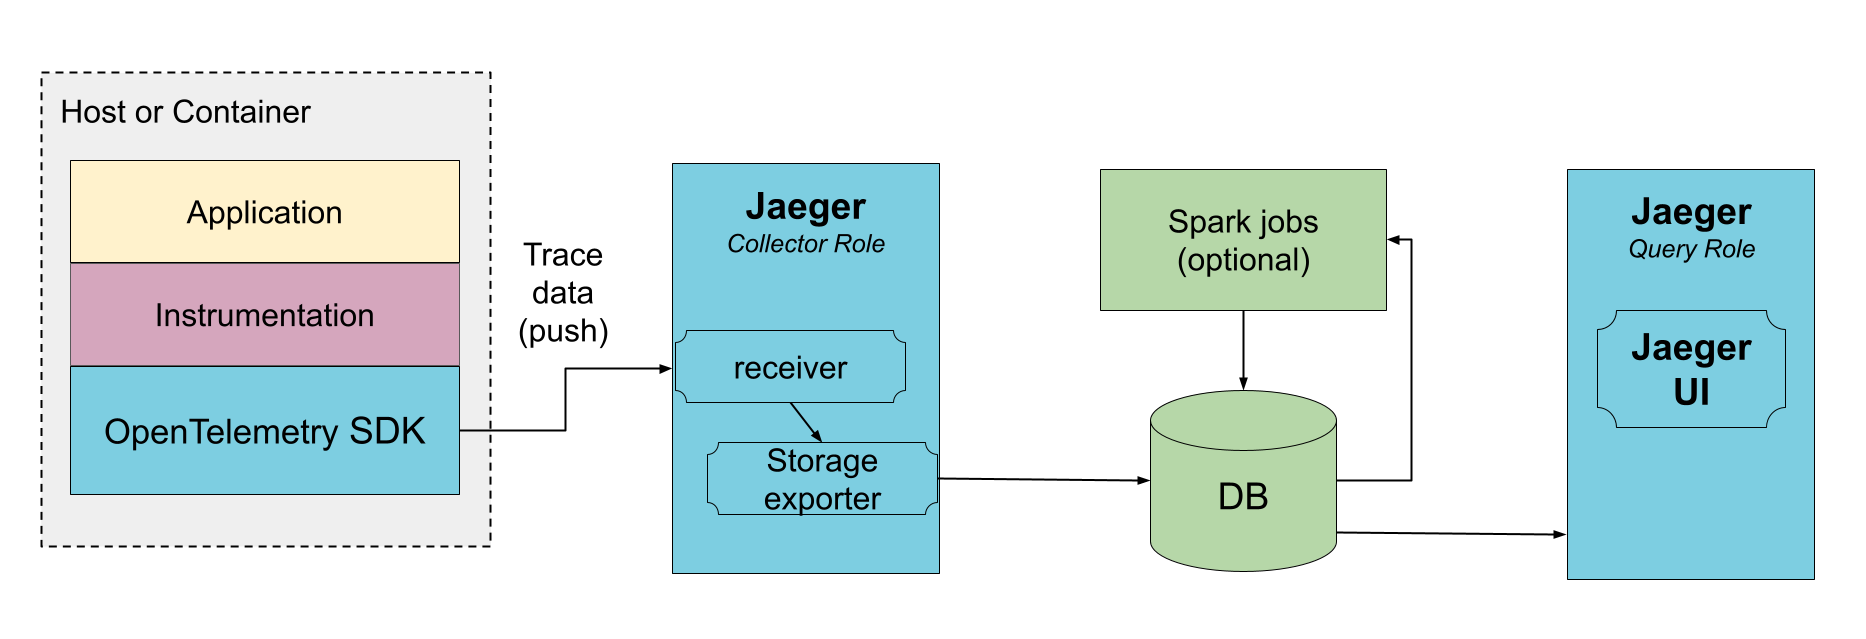 Host or Container
Application
Instrumentation
OpenTelemetry SDK
Trace
data
(push)
Jaeger
Collector Role
receiver
Storage
exporter
Spark jobs
(optional)
DB
Jaeger
Query Role
Jaeger
UI